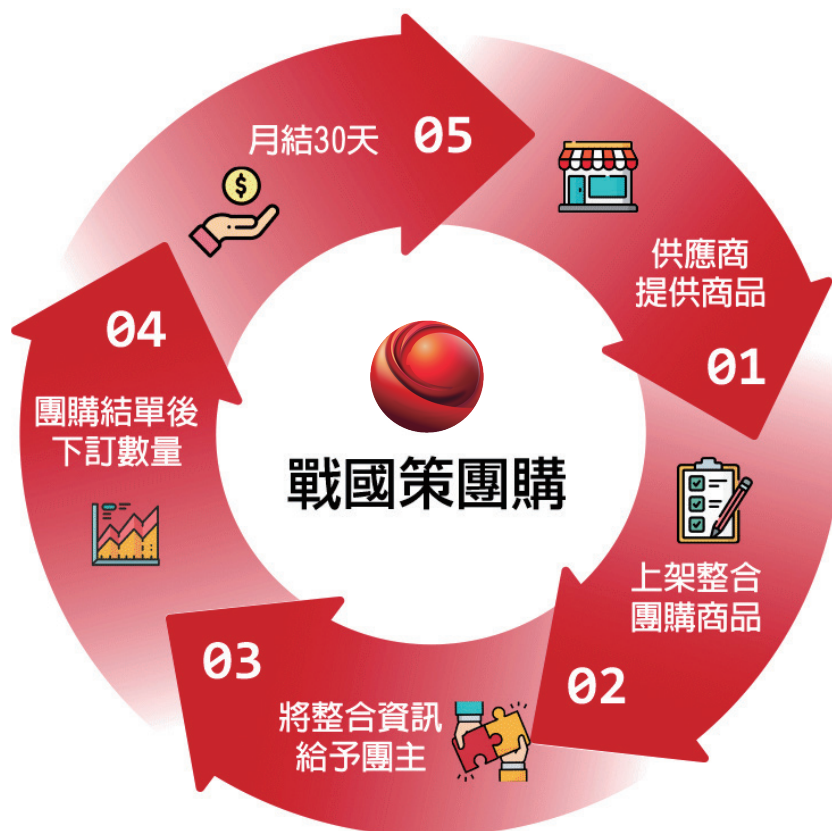 戰國策團購
供應商
提供商品
01
上架整合
團購商品
02
03
將整合資訊
給予團主
04
團購結單後
下訂數量
月結30天
05